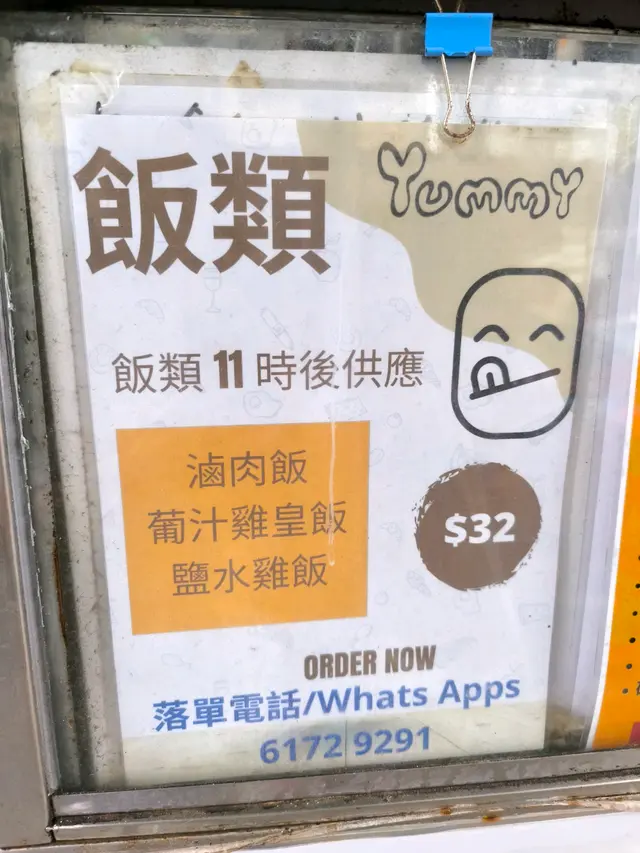 飯類
YUMMY
飯類 11 時後供應
滷肉飯
葡汁雞皇飯
鹽水雞飯
$32
ORDER NOW
落單電話/Whats Apps
6172 9291